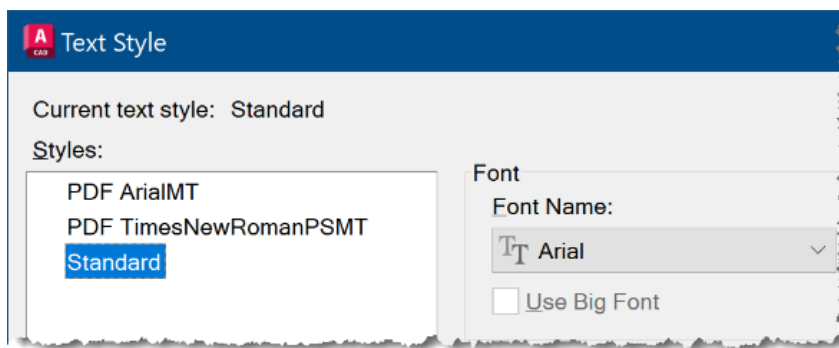 A
CAD
Text Style
Current text style: Standard
Styles:
PDF ArialMT
PDF TimesNewRomanPSMT
Standard
Font
Font Name:
Arial
Use Big Font